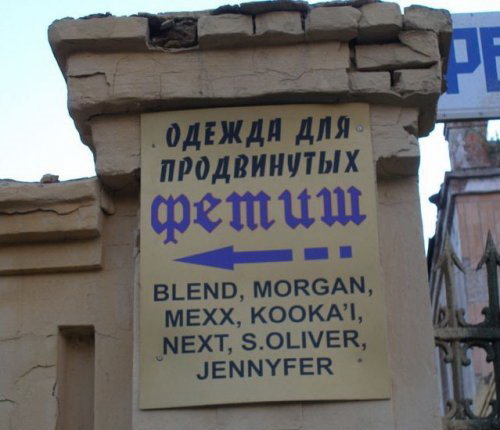 ОДЕЖДА ДЛЯ
ПРОДВИНУТЫХ
фетиш
BLEND, MORGAN,
MEXX, KOOKA'I,
NEXT, S.OLIVER,
JENNYFER